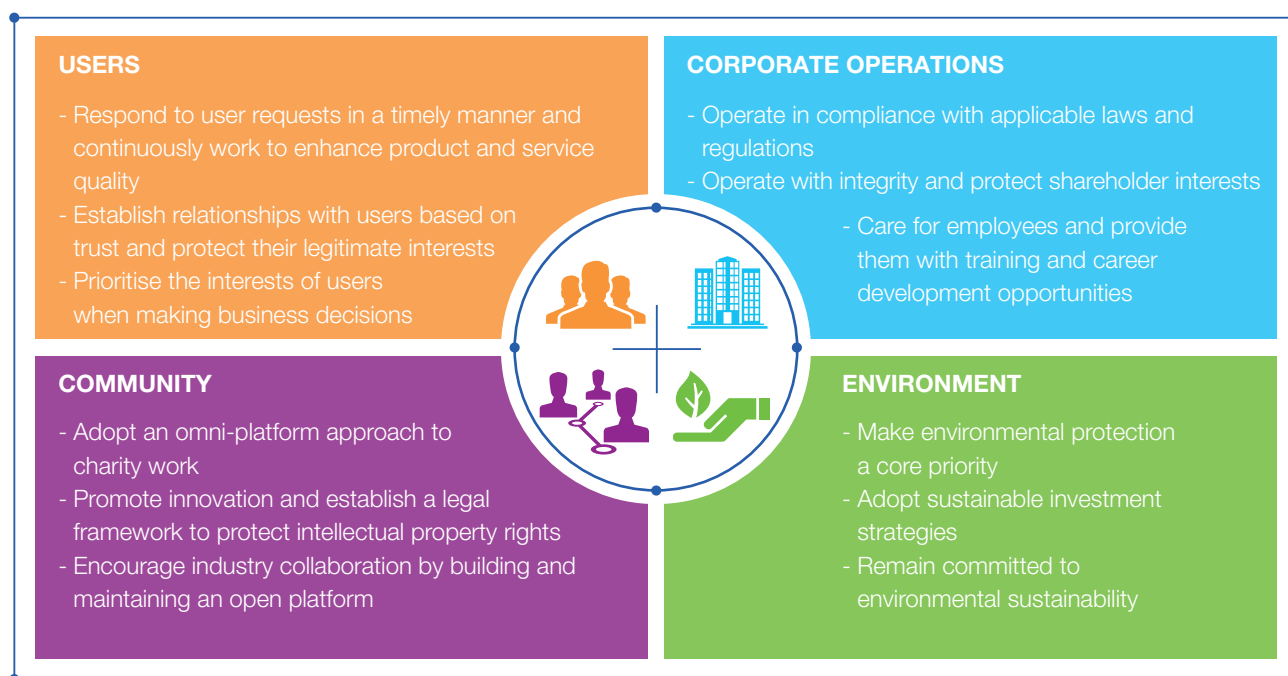 USERS
- Respond to user requests in a timely manner and
continuously work to enhance product and service
quality
- Establish relationships with users based on
trust and protect their legitimate interests
- Prioritise the interests of users
when making business decisions
CORPORATE OPERATIONS
- Operate in compliance with applicable laws and
regulations
- Operate with integrity and protect shareholder interests
- Care for employees and provide
them with training and career
development opportunities
COMMUNITY
- Adopt an omni-platform approach to
charity work
- Promote innovation and establish a legal
framework to protect intellectual property rights
- Encourage industry collaboration by building and
maintaining an open platform
ENVIRONMENT
- Make environmental protection
a core priority
- Adopt sustainable investment
strategies
- Remain committed to
environmental sustainability